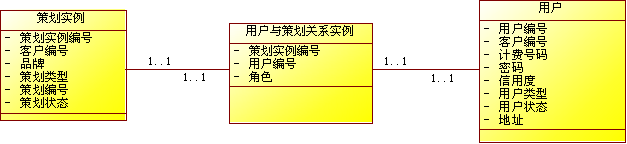 策划实例
- 策划实例编号
- 客户编号
- 品牌
- 策划类型
- 策划编号
- 策划状态
1..1
1..1
用户与策划关系实例
- 策划实例编号
- 用户编号
- 角色
1..1
1..1
用户
- 用户编号
- 客户编号
- 计费号码
- 密码
- 信用度
- 用户类型
- 用户状态
- 地址